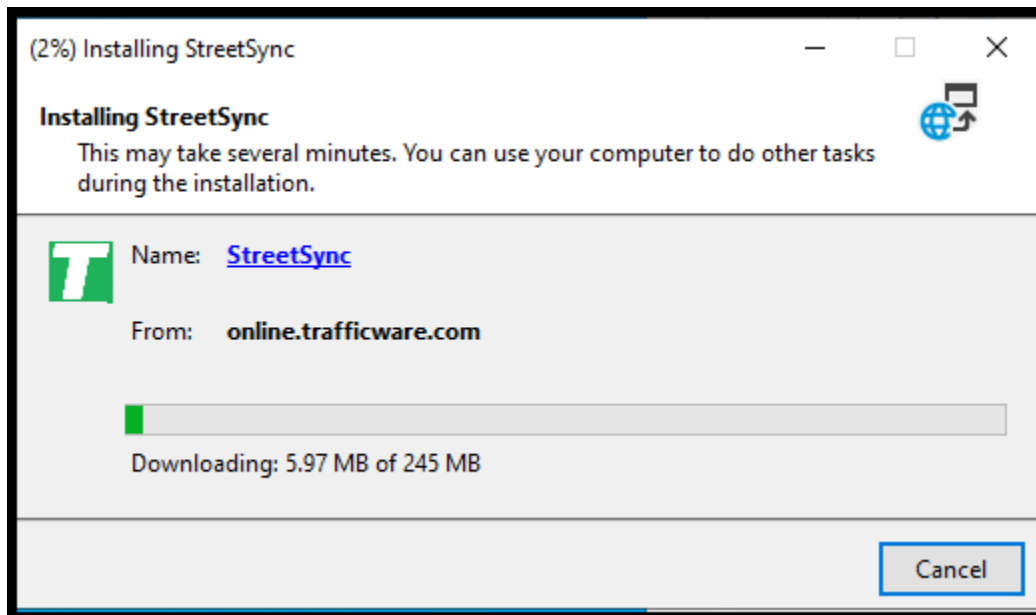 (2%) Installing StreetSync
Installing StreetSync
This may take several minutes. You can use your computer to do other tasks
during the installation.
T
Name: StreetSync
From: online.trafficware.com
Downloading: 5.97 MB of 245 MB
Cancel